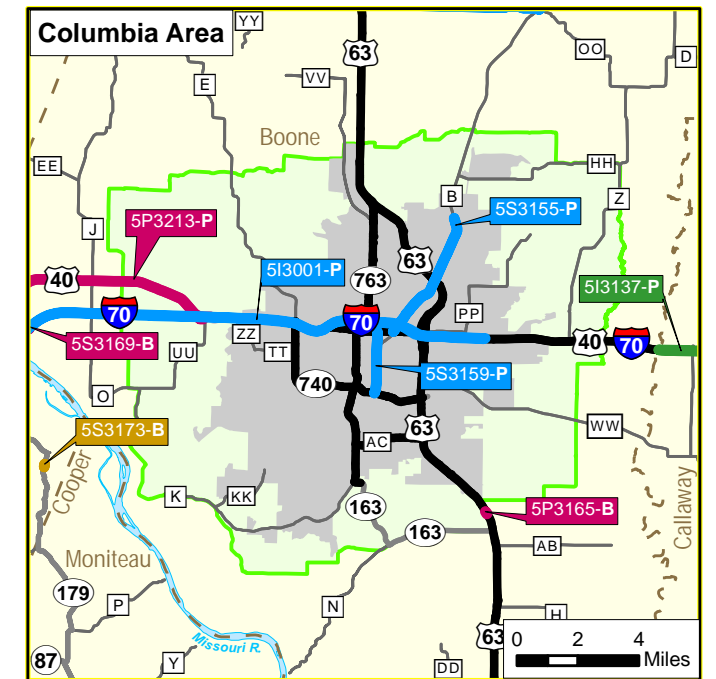 Columbia Area
YY
63
OO
D
E
VV
Boone
EE
HH
B
Z
5P3213-P
5S3155-P
J
40
5I3001-P
763
63
5I3137-P
70
70
PP
ZZ
40
70
5S3169-B
UU
TT
5S3159-P
740
O
5S3173-B
AC
63
WW
Cooper
K
KK
163
5P3165-B
Callaway
163
AB
Moniteau
179
P
N
H
Missouri R.
63
0 2 4
Miles
87
Y
DD